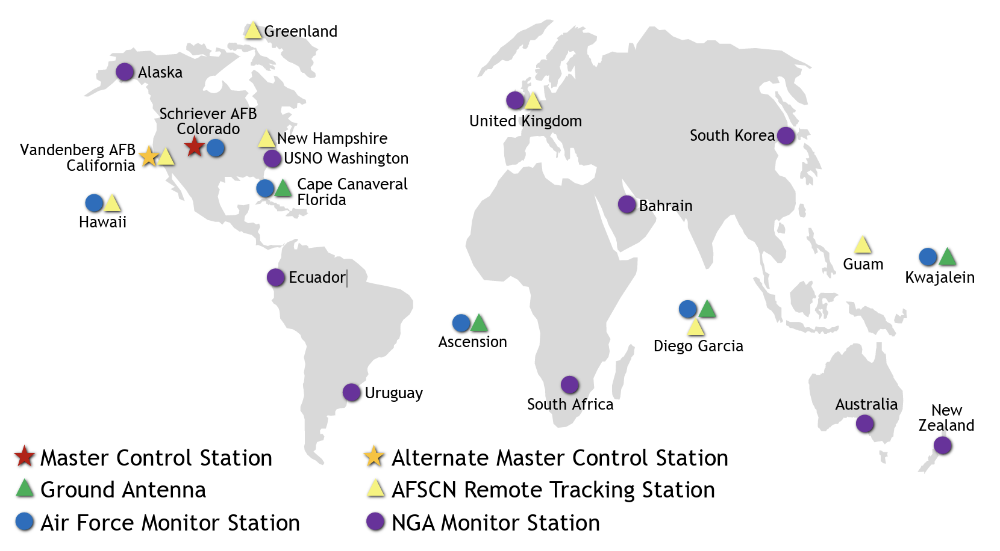 Greenland
Alaska
Schriever AFB
Colorado
United Kingdom
South Korea
New Hampshire
Vandenberg AFB
California
USNO Washington
Cape Canaveral
Florida
Hawaii
Bahrain
Guam
Kwajalein
Ecuador
Ascension
Diego Garcia
Uruguay
South Africa
Australia
New
Zealand
Master Control Station
Alternate Master Control Station
Ground Antenna
AFSCN Remote Tracking Station
Air Force Monitor Station
NGA Monitor Station